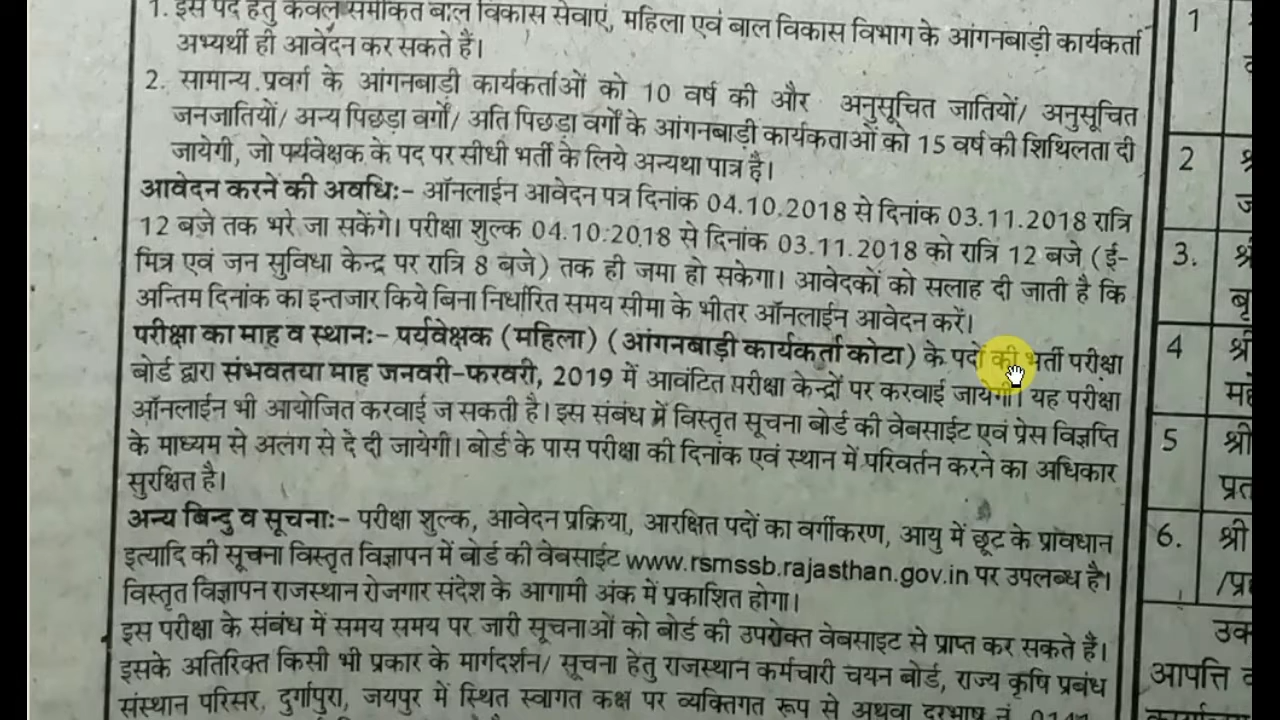 1. इस पद हेतु केवल समेकित बाल विकास सेवाएं, महिला एवं बाल विकास विभाग के आंगनबाड़ी कार्यकर्ता
अभ्यर्थी ही आवेदन कर सकते हैं।
2. सामान्य प्रवर्ग के आंगनबाड़ी कार्यकर्ताओं को 10 वर्ष की और अनुसूचित जातियों/ अनुसूचित
जनजातियों/ अन्य पिछड़ा वर्गों/ अति पिछड़ा वर्गों के आंगनबाड़ी कार्यकताओं को 15 वर्ष की शिथिलता दी
जायेगी, जो पर्यवेक्षक के पद पर सीधी भर्ती के लिये अन्यथा पात्र है।
आवेदन करने की अवधिः- ऑनलाईन आवेदन पत्र दिनांक 04.10.2018 से दिनांक 03.11.2018 रात्रि
12 बजे तक भरे जा सकेंगे। परीक्षा शुल्क 04.10.2018 से दिनांक 03.11.2018 को रात्रि 12 बजे (ई-
मित्र एवं जन सुविधा केन्द्र पर रात्रि 8 बजे) तक ही जमा हो सकेगा। आवेदकों को सलाह दी जाती है कि
अन्तिम दिनांक का इन्तजार किये बिना निर्धारित समय सीमा के भीतर ऑनलाईन आवेदन करें।
परीक्षा का माह व स्थानः- पर्यवेक्षक (महिला) (आंगनबाड़ी कार्यकर्ता कोटा) के पदों की भर्ती परीक्षा
बोर्ड द्वारा संभवतया माह जनवरी-फरवरी, 2019 में आवंटित परीक्षा केन्द्रों पर करवाई जायेगी। यह परीक्षा
ऑनलाईन भी आयोजित करवाई ज सकती है। इस संबंध में विस्तृत सूचना बोर्ड की वेबसाईट एवं प्रेस विज्ञप्ति
के माध्यम से अलग से दे दी जायेगी। बोर्ड के पास परीक्षा की दिनांक एवं स्थान में परिवर्तन करने का अधिकार
सुरक्षित है।
अन्य बिन्दु व सूचनाः- परीक्षा शुल्क, आवेदन प्रक्रिया, आरक्षित पदों का वर्गीकरण, आयु में छूट के प्रावधान
इत्यादि की सूचना विस्तृत विज्ञापन में बोर्ड की वेबसाईट www.rsmssb.rajasthan.gov.in पर उपलब्ध है।
विस्तृत विज्ञापन राजस्थान रोजगार संदेश के आगामी अंक में प्रकाशित होगा।
इस परीक्षा के संबंध में समय समय पर जारी सूचनाओं को बोर्ड की उपरोक्त वेबसाइट से प्राप्त कर सकते हैं।
इसके अतिरिक्त किसी भी प्रकार के मार्गदर्शन/ सूचना हेतु राजस्थान कर्मचारी चयन बोर्ड, राज्य कृषि प्रबंध
संस्थान परिसर, दुर्गापुरा, जयपुर में स्थित स्वागत कक्ष पर व्यक्तिगत रूप से अथवा दूरभाष नं.
1
2
3.
4 श्री
5 श्री
6. श्री
आपत्ति